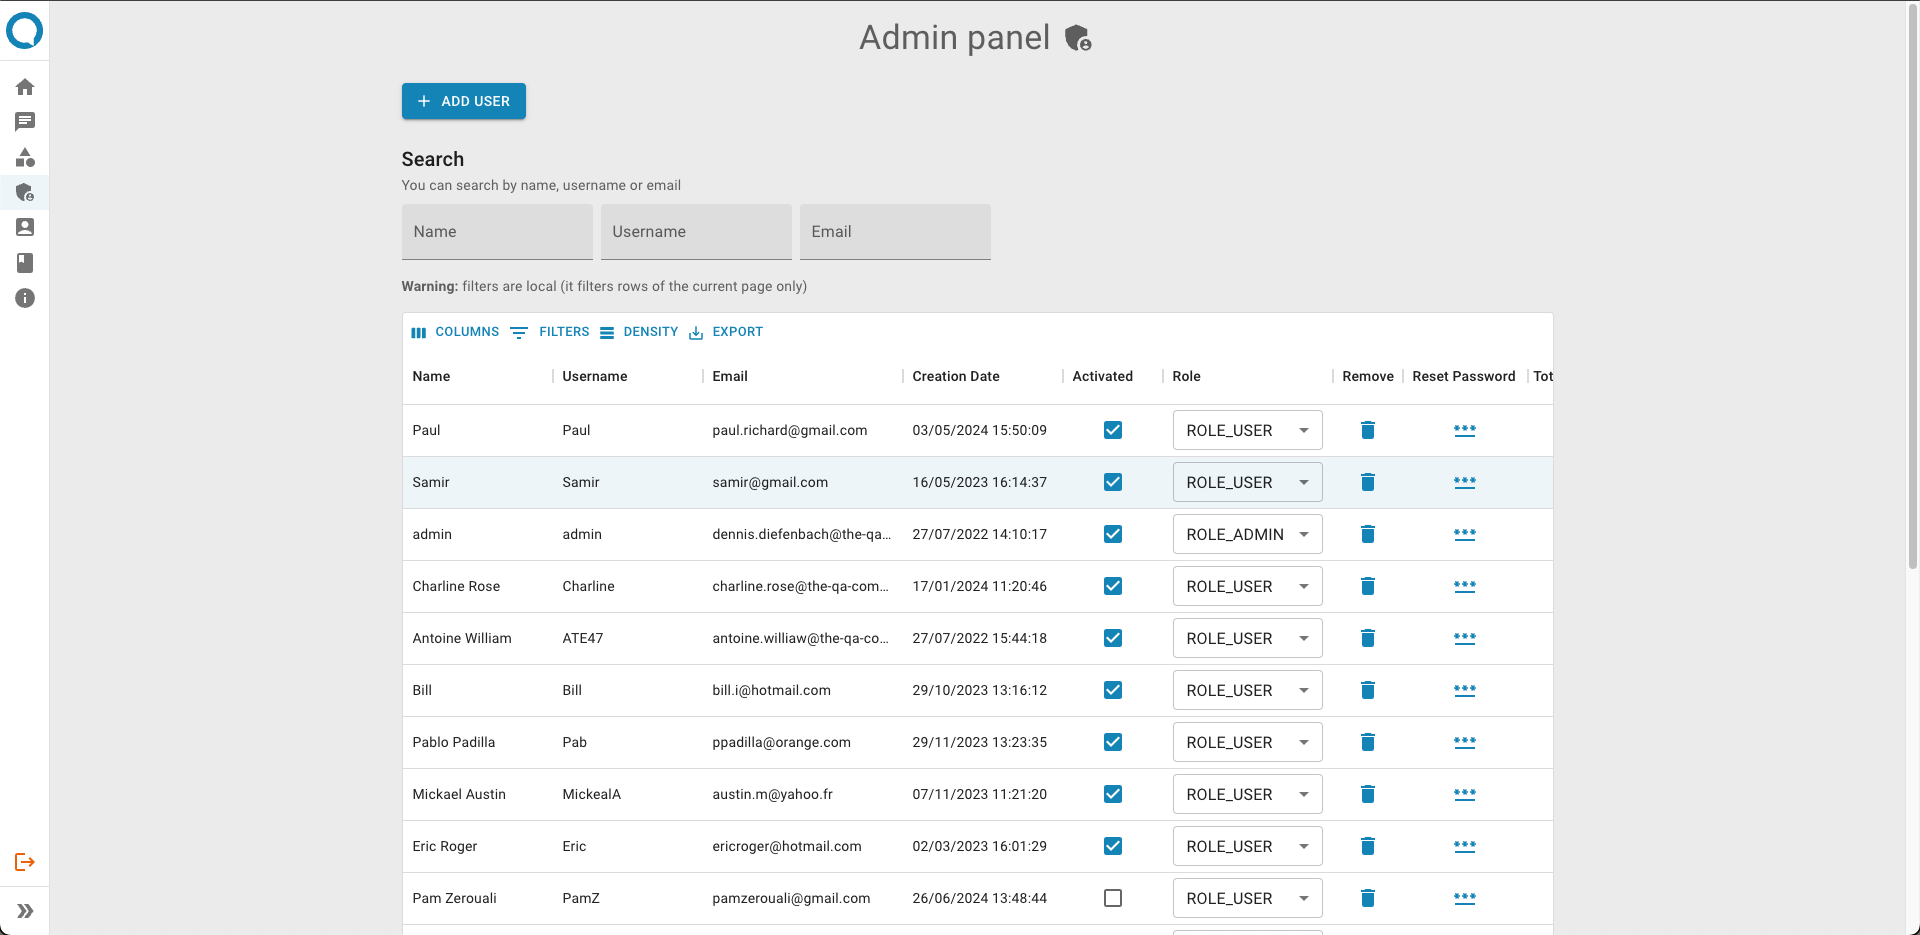 Admin panel
ADD USER
Search
You can search by name, username or email
Name Username Email
Warning: filters are local (it filters rows of the current page only)
COLUMNS FILTERS DENSITY EXPORT
Name Username Email Creation Date Activated Role Remove Reset Password Tot
Paul Paul paul.richard@gmail.com 03/05/2024 15:50:09 ROLE_USER
Samir Samir samir@gmail.com 16/05/2023 16:14:37 ROLE_USER
admin admin dennis.diefenbach@the-qa... 27/07/2022 14:10:17 ROLE_ADMIN
Charline Rose Charline charline.rose@the-qa-com... 17/01/2024 11:20:46 ROLE_USER
Antoine William ATE47 antoine.williaw@the-qa-co... 27/07/2022 15:44:18 ROLE_USER
Bill Bill bill.i@hotmail.com 29/10/2023 13:16:12 ROLE_USER
Pablo Padilla Pab ppadilla@orange.com 29/11/2023 13:23:35 ROLE_USER
Mickael Austin MickealA austin.m@yahoo.fr 07/11/2023 11:21:20 ROLE_USER
Eric Roger Eric ericroger@hotmail.com 02/03/2023 16:01:29 ROLE_USER
Pam Zerouali PamZ pamzerouali@gmail.com 26/06/2024 13:48:44 ROLE_USER